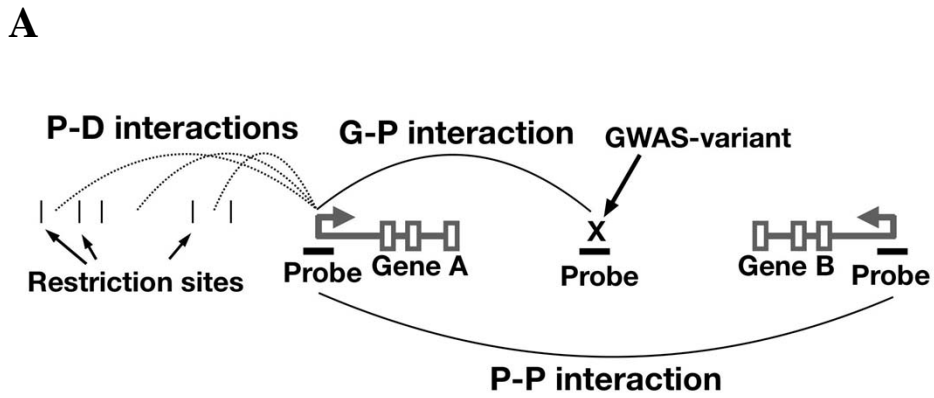 A
P-D interactions
G-P interaction
GWAS-variant
X
Restriction sites
Probe
Gene A
Probe
Gene B
Probe
P-P interaction